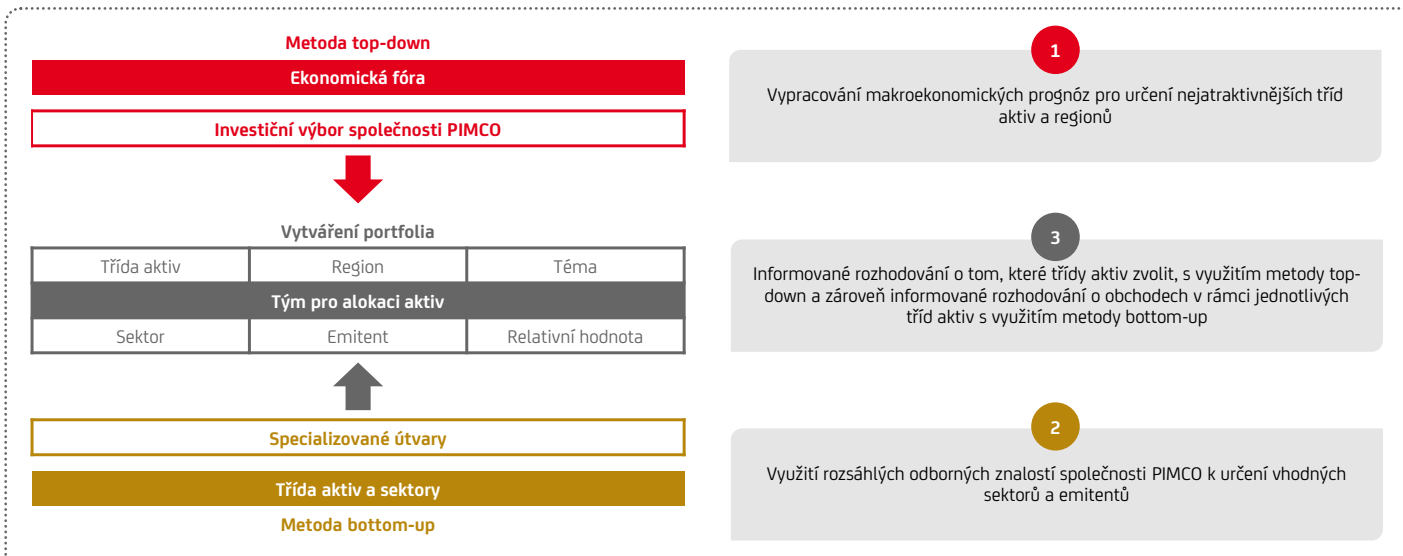 Metoda top-down
Ekonomická fóra
Investiční výbor společnosti PIMCO
Vytváření portfolia
Třída aktiv Region Téma
Tým pro alokaci aktiv
Sektor Emitent Relativní hodnota
Specializované útvary
Třída aktiv a sektory
Metoda bottom-up
1
Vypracování makroekonomických prognóz pro určení nejatraktivnějších tříd
aktiv a regionů
3
Informované rozhodování o tom, které třídy aktiv zvolit, s využitím metody top-
down a zároveň informované rozhodování o obchodech v rámci jednotlivých
tříd aktiv s využitím metody bottom-up
2
Využití rozsáhlých odborných znalostí společnosti PIMCO k určení vhodných
sektorů a emitentů